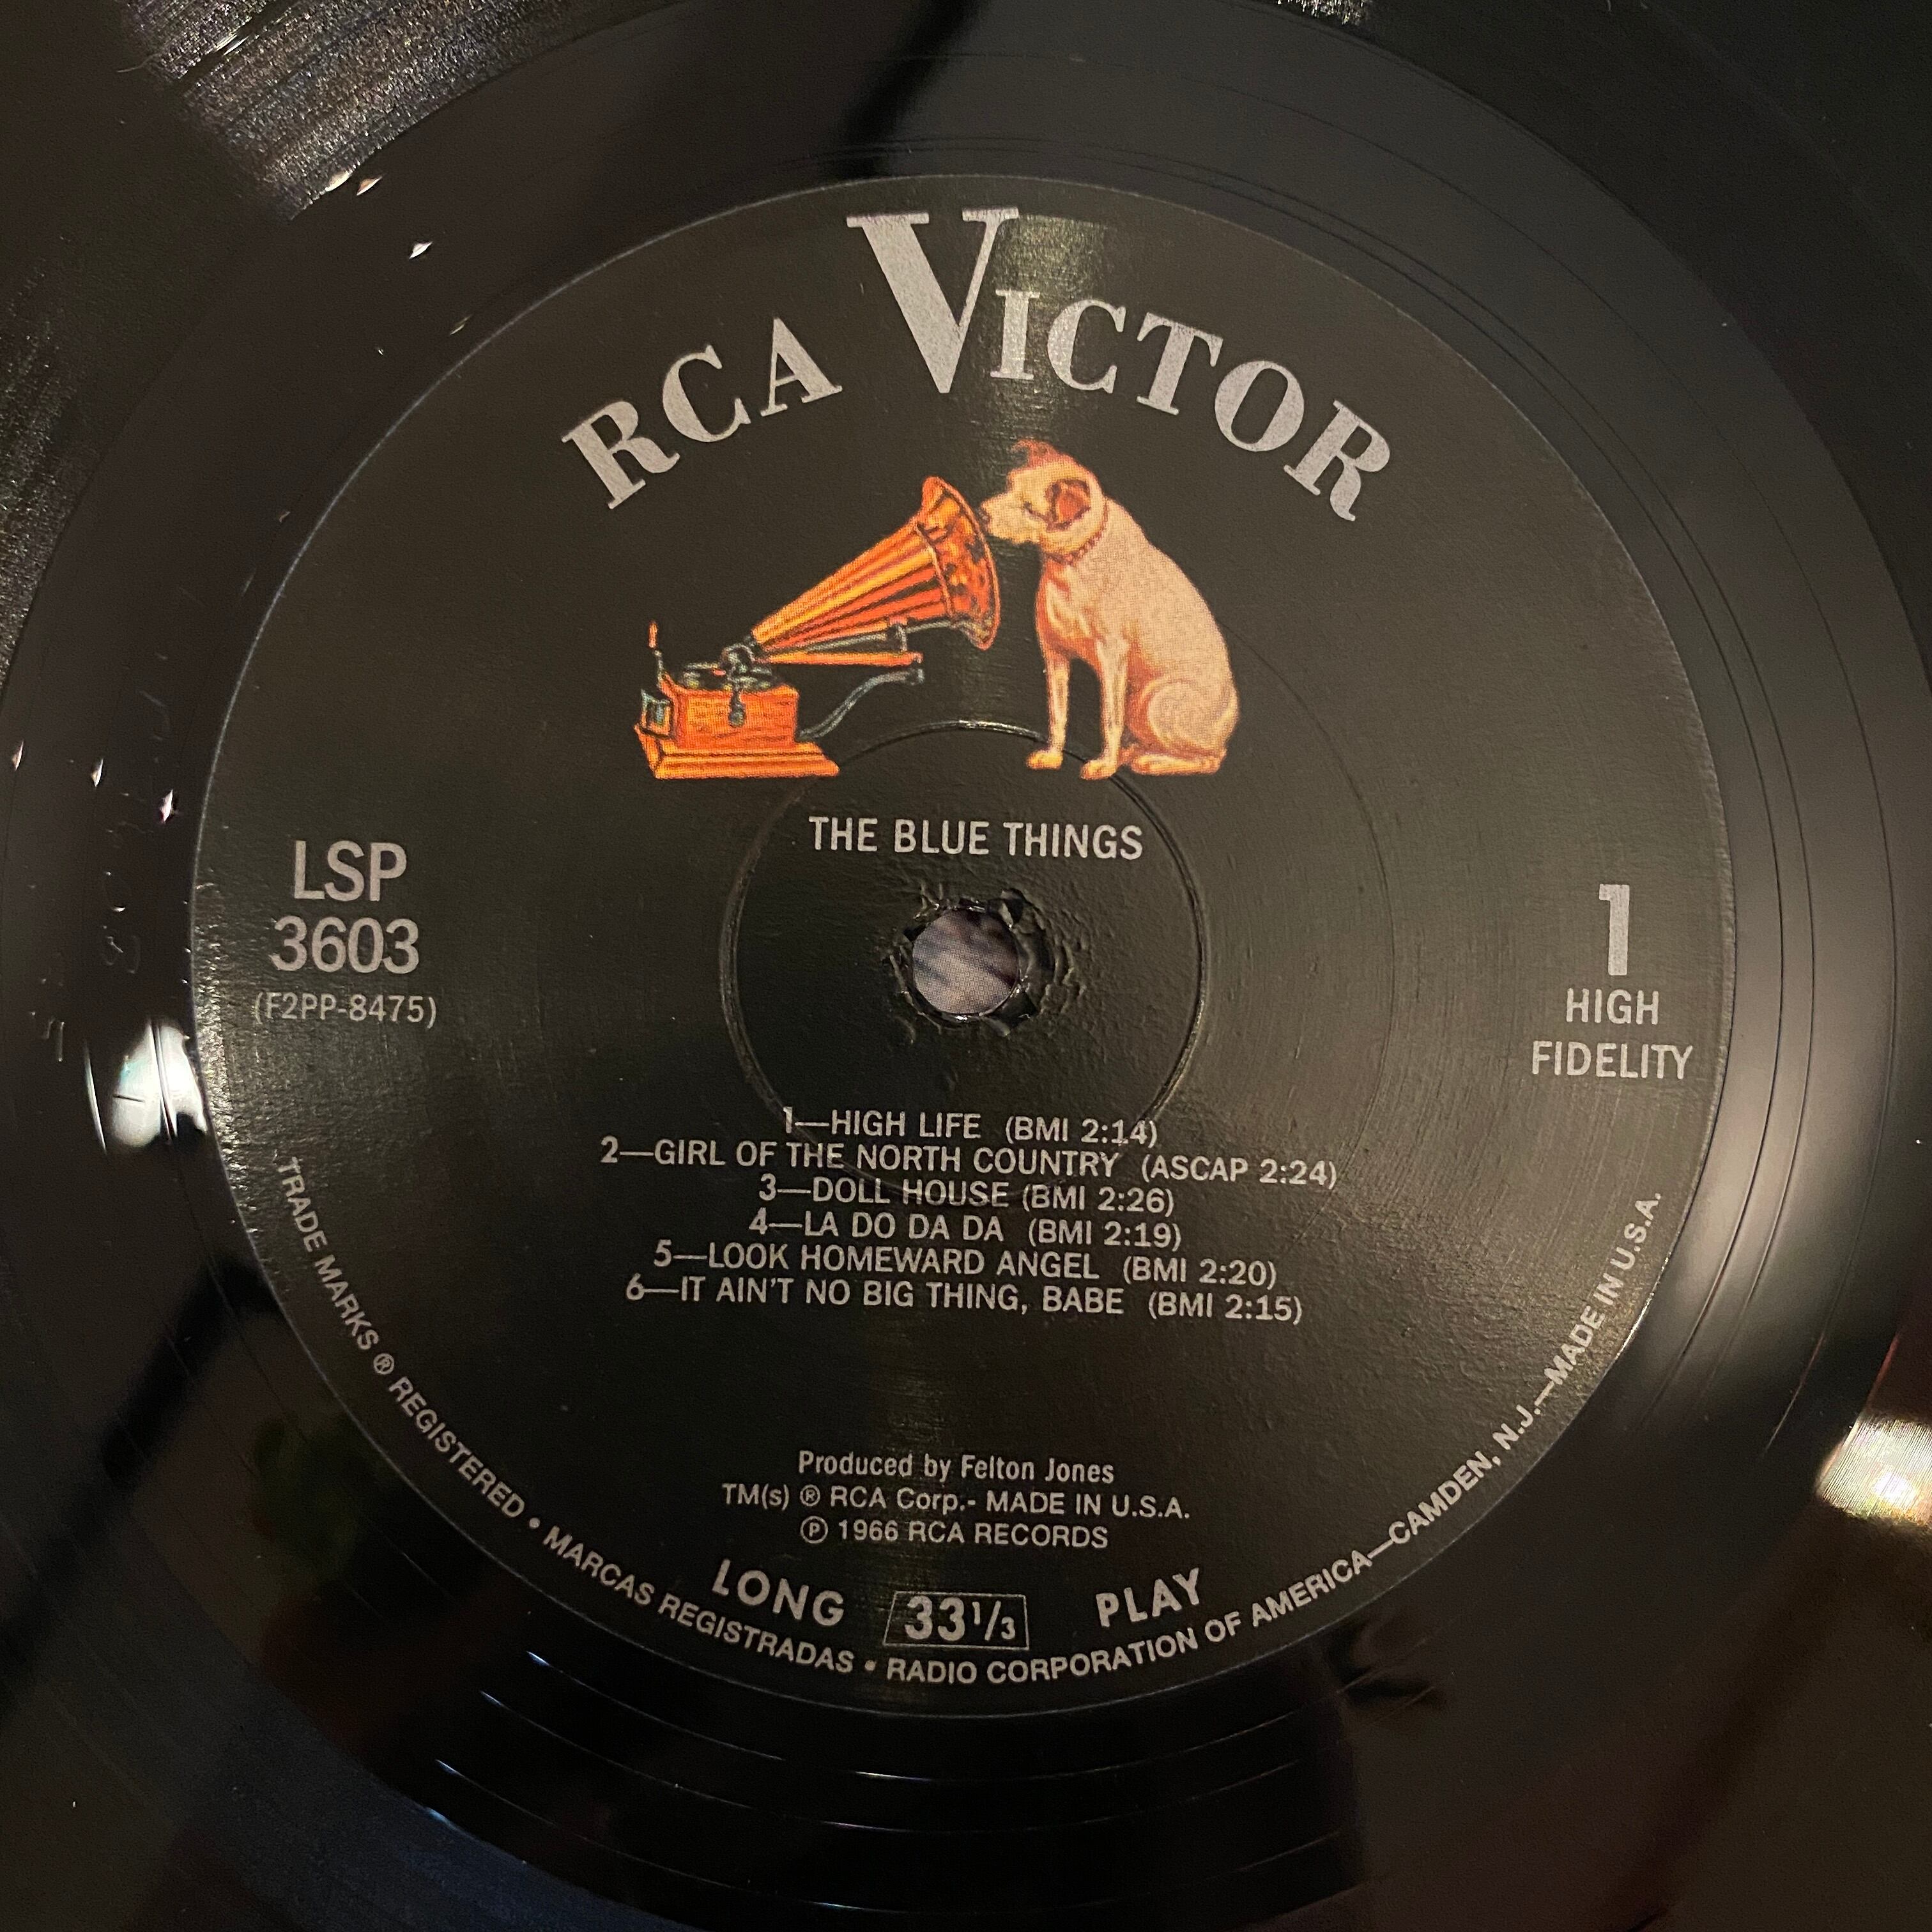 RCA VICTOR
THE BLUE THINGS
LSP
3603
(F2PP-8475)
1
HIGH
FIDELITY
1—HIGH LIFE (BMI 2:14)
2—GIRL OF THE NORTH COUNTRY (ASCAP 2:24)
3—DOLL HOUSE (BMI 2:26)
4—LA DO DA DA (BMI 2:19)
5—LOOK HOMEWARD ANGEL (BMI 2:20)
6—IT AIN'T NO BIG THING, BABE (BMI 2:15)
Produced by Felton Jones
TM(s) ® RCA Corp.- MADE IN U.S.A.
℗ 1966 RCA RECORDS
LONG 33 1/3 PLAY
TRADE MARKS ® REGISTERED • MARCAS REGISTRADAS • RADIO CORPORATION OF AMERICA—CAMDEN, N.J.—MADE IN U.S.A.